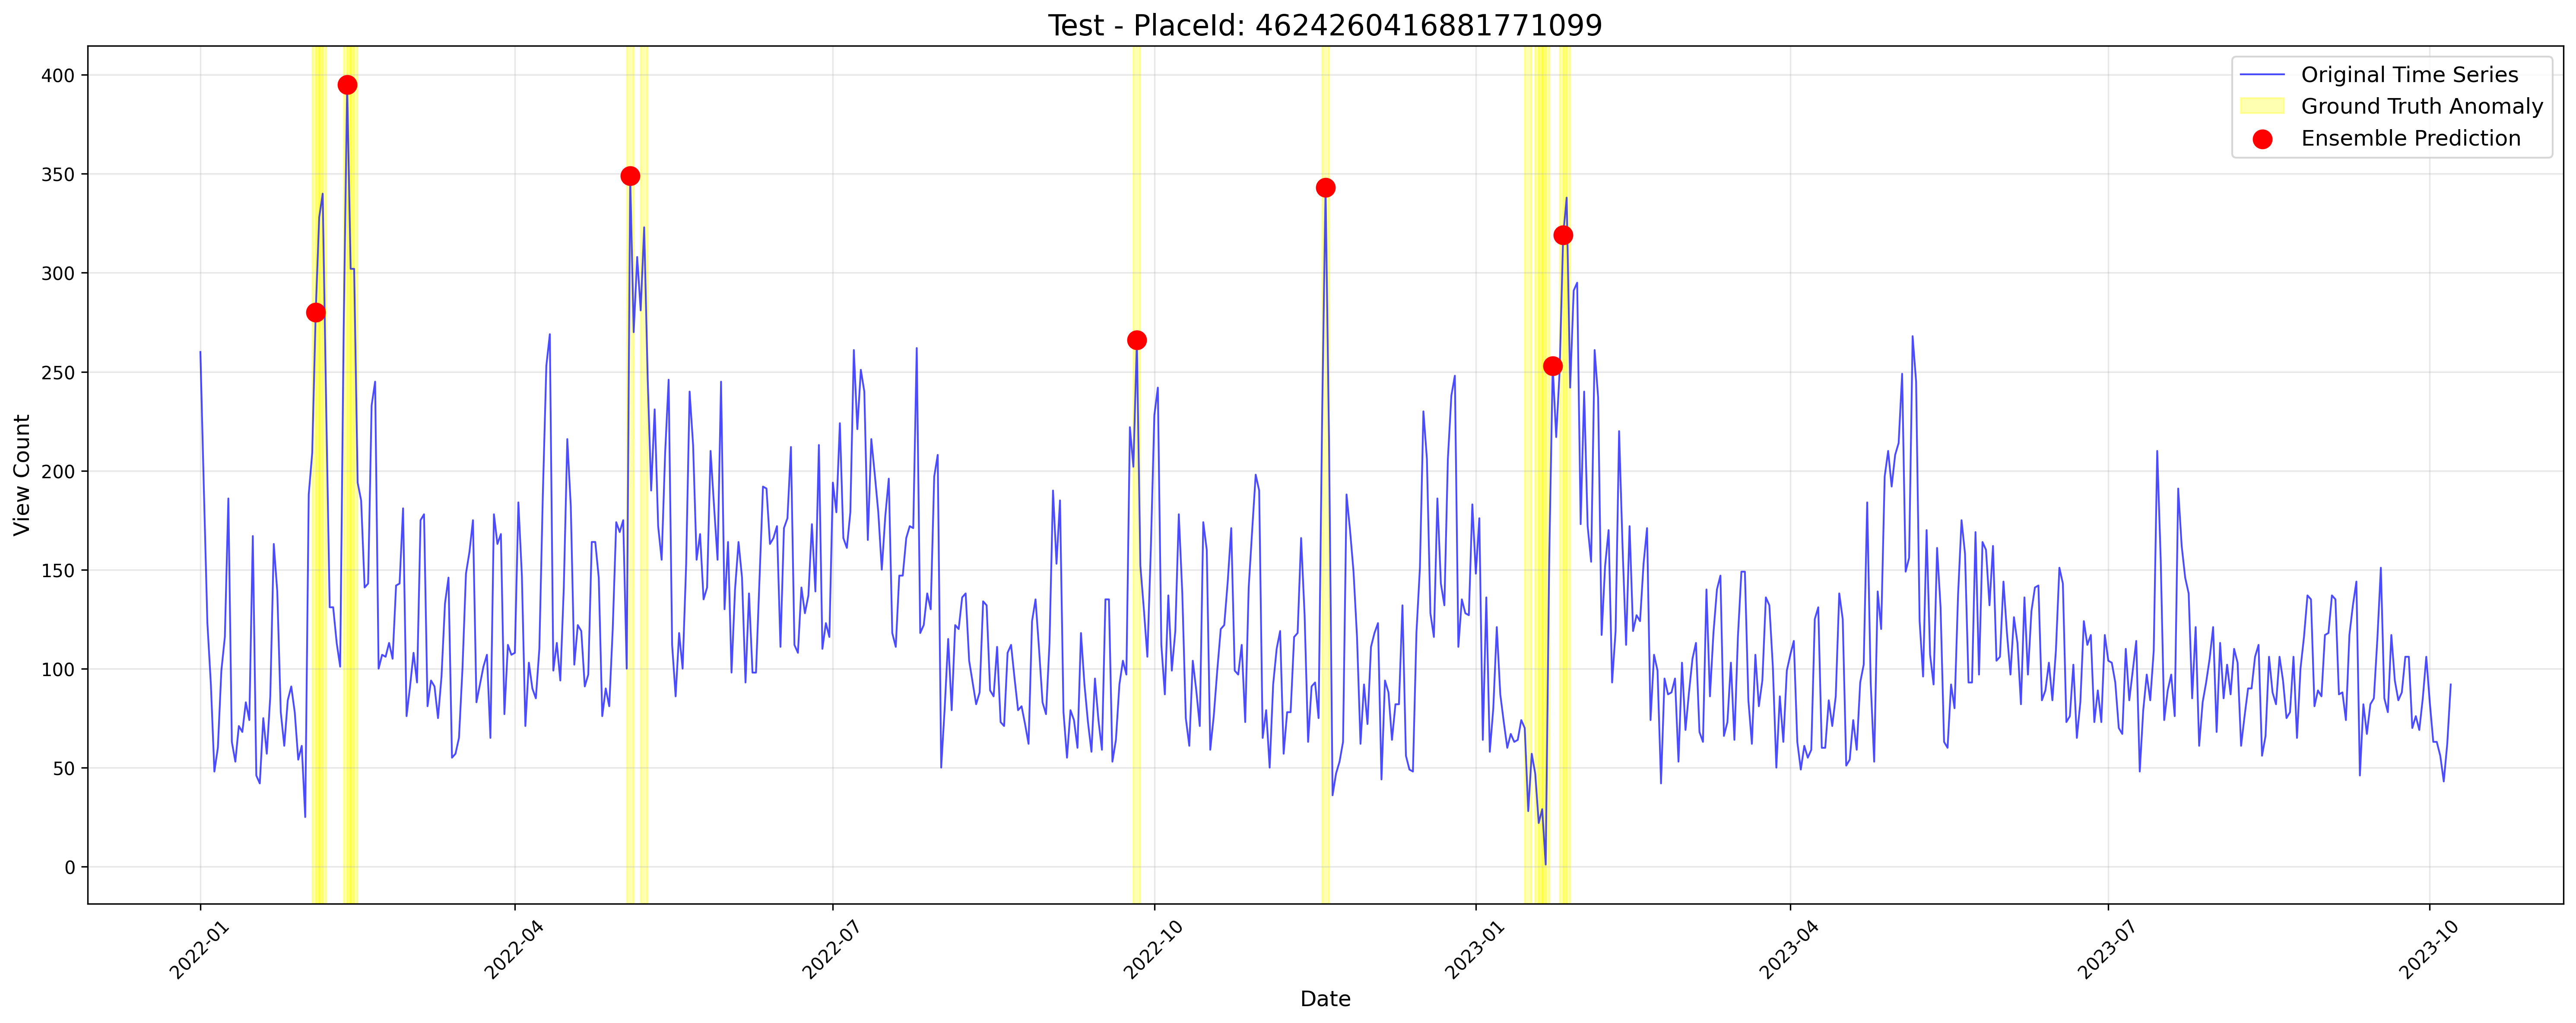 Test - PlaceId: 4624260416881771099
Original Time Series
Ground Truth Anomaly
Ensemble Prediction
View Count
400
350
300
250
200
150
100
50
0
2022-01
2022-04
2022-07
2022-10
2023-01
2023-04
2023-07
2023-10
Date